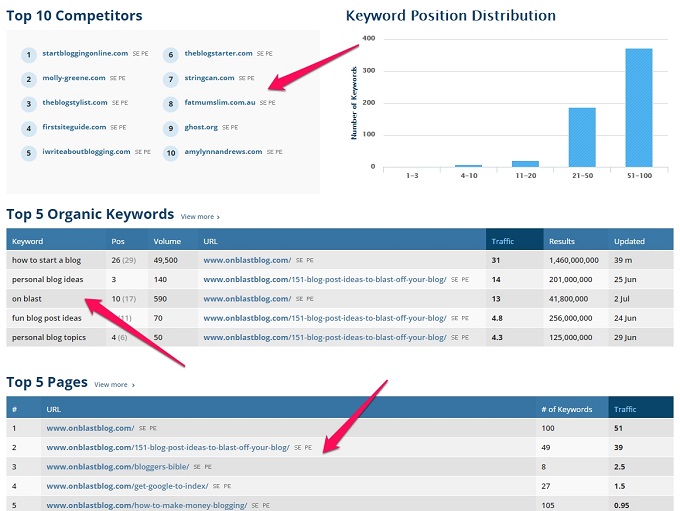 Top 10 Competitors
1 startbloggingonline.com SE PE
2 molly-greene.com SE PE
3 theblogstylist.com SE PE
4 firstsiteguide.com SE PE
5 iwriteaboutblogging.com SE PE
6 theblogstarter.com SE PE
7 stringcan.com SE PE
8 fatmumslim.com.au SE PE
9 ghost.org SE PE
10 amylynnandrews.com SE PE
Keyword Position Distribution
Number of Keywords
400
300
200
100
0
1-3 4-10 11-20 21-50 51-100
Top 5 Organic Keywords View more ›
Keyword Pos Volume URL Traffic Results Updated
how to start a blog 26 (29) 49,500 www.onblastblog.com/ SE PE 31 1,460,000,000 39 m
personal blog ideas 3 140 www.onblastblog.com/151-blog-post-ideas-to-blast-off-your-blog/ SE PE 14 201,000,000 25 Jun
on blast 10 (17) 590 www.onblastblog.com/ SE PE 13 41,800,000 2 Jul
fun blog post ideas (11) 70 www.onblastblog.com/151-blog-post-ideas-to-blast-off-your-blog/ SE PE 4.8 256,000,000 24 Jun
personal blog topics 4 (6) 50 www.onblastblog.com/151-blog-post-ideas-to-blast-off-your-blog/ SE PE 4.3 125,000,000 29 Jun
Top 5 Pages View more ›
# URL # of Keywords Traffic
1 www.onblastblog.com/ SE PE 100 51
2 www.onblastblog.com/151-blog-post-ideas-to-blast-off-your-blog/ SE PE 49 39
3 www.onblastblog.com/bloggers-bible/ SE PE 8 2.5
4 www.onblastblog.com/get-google-to-index/ SE PE 27 1.5
5 www.onblastblog.com/how-to-make-money-blogging/ SE PE 105 0.95